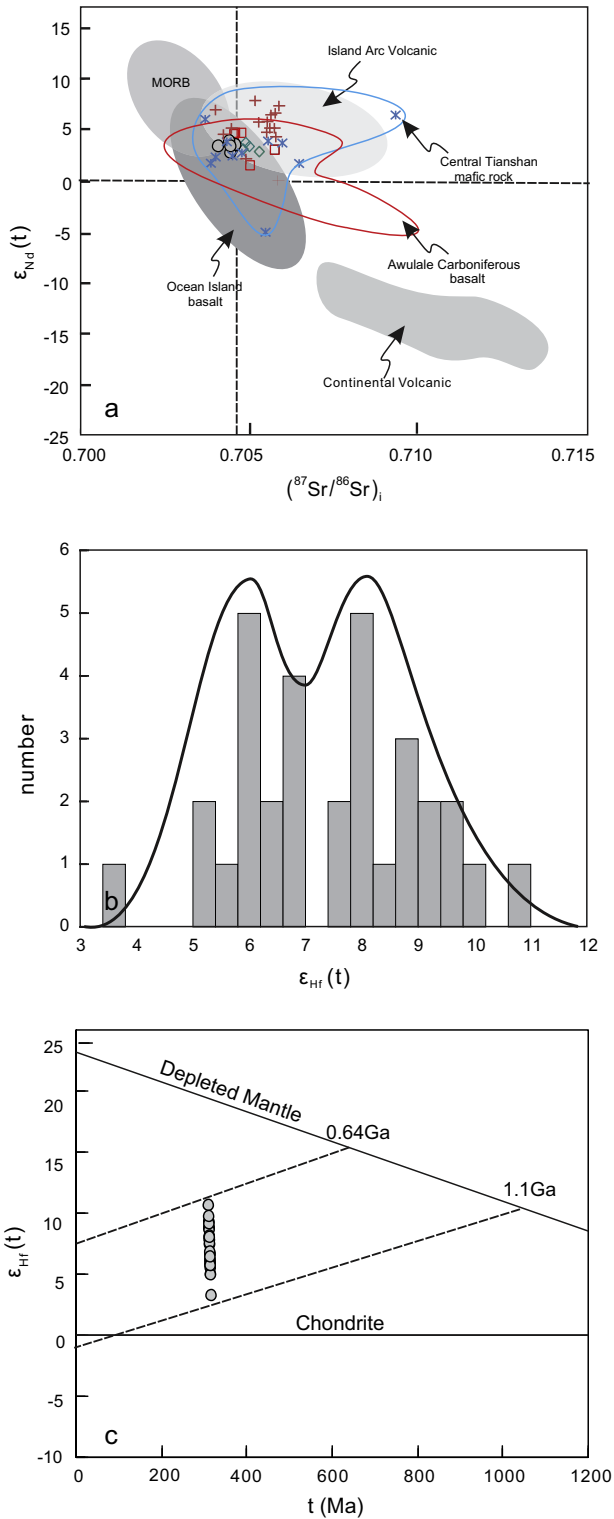 15
10
5
0
-5
-10
-15
-20
-25
εNd(t)
MORB
Island Arc Volcanic
Central Tianshan
mafic rock
Awulale Carboniferous
basalt
Ocean Island
basalt
Continental Volcanic
a
0.700
0.705
0.710
0.715
(⁸⁷Sr/⁸⁶Sr)i
6
5
4
3
2
1
0
number
b
3
4
5
6
7
8
9
10
11
12
εHf(t)
25
20
15
10
5
0
-5
-10
εHf(t)
Depleted Mantle
0.64Ga
1.1Ga
Chondrite
c
0
200
400
600
800
1000
1200
t (Ma)